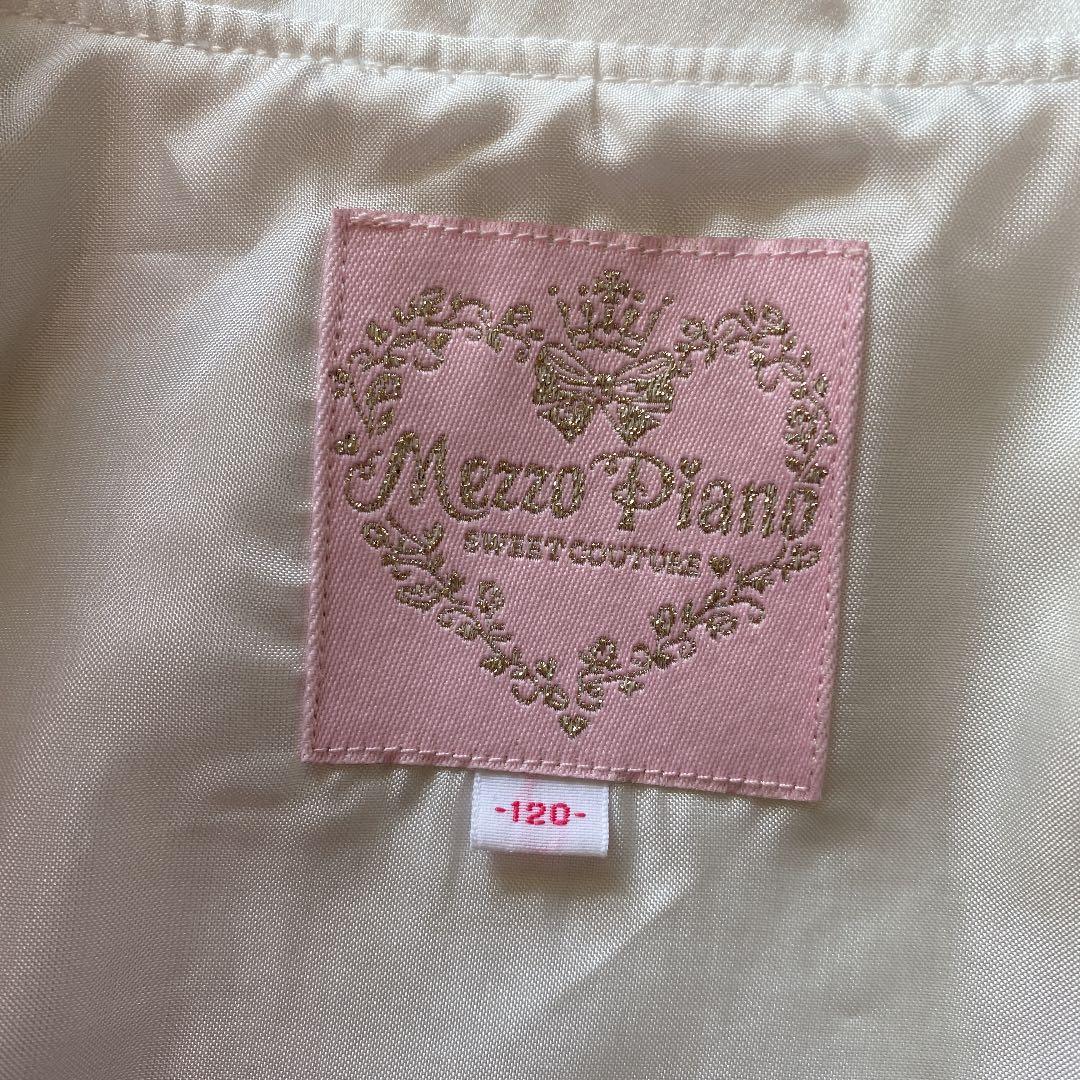 Mezzo Piano
SWEET COUTURE
-120-